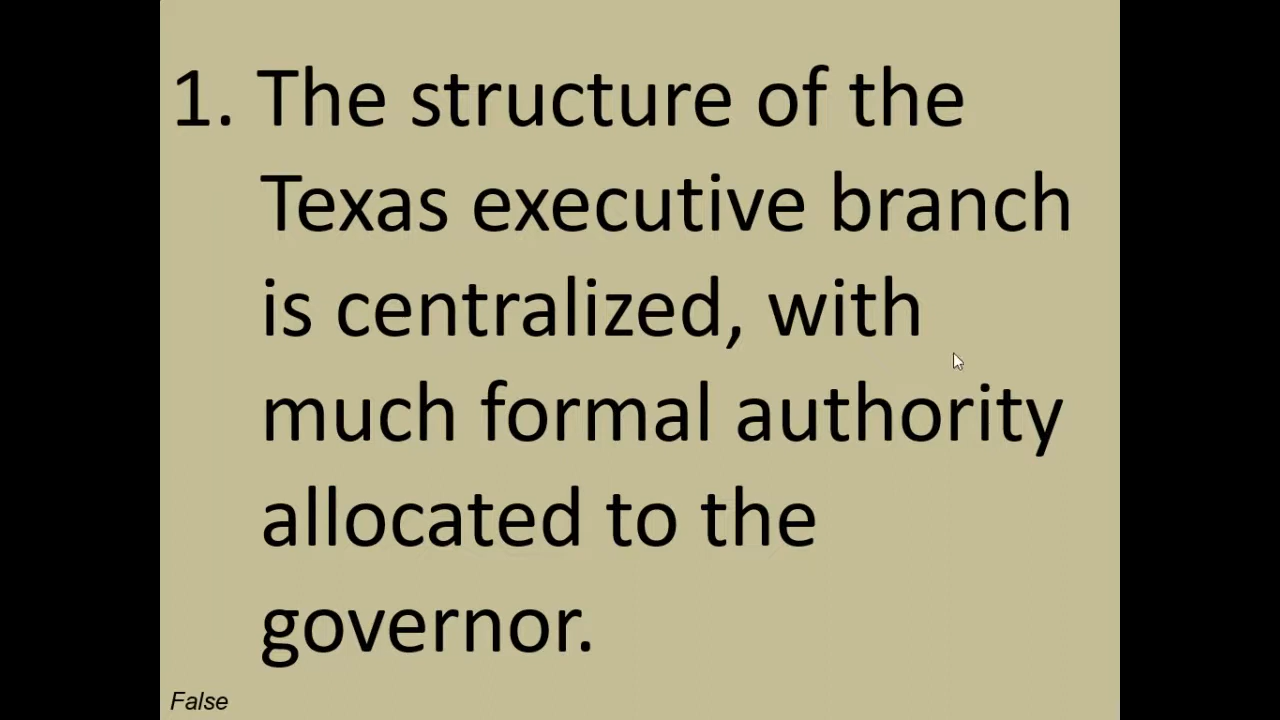 1. The structure of the
Texas executive branch
is centralized, with
much formal authority
allocated to the
governor.
False